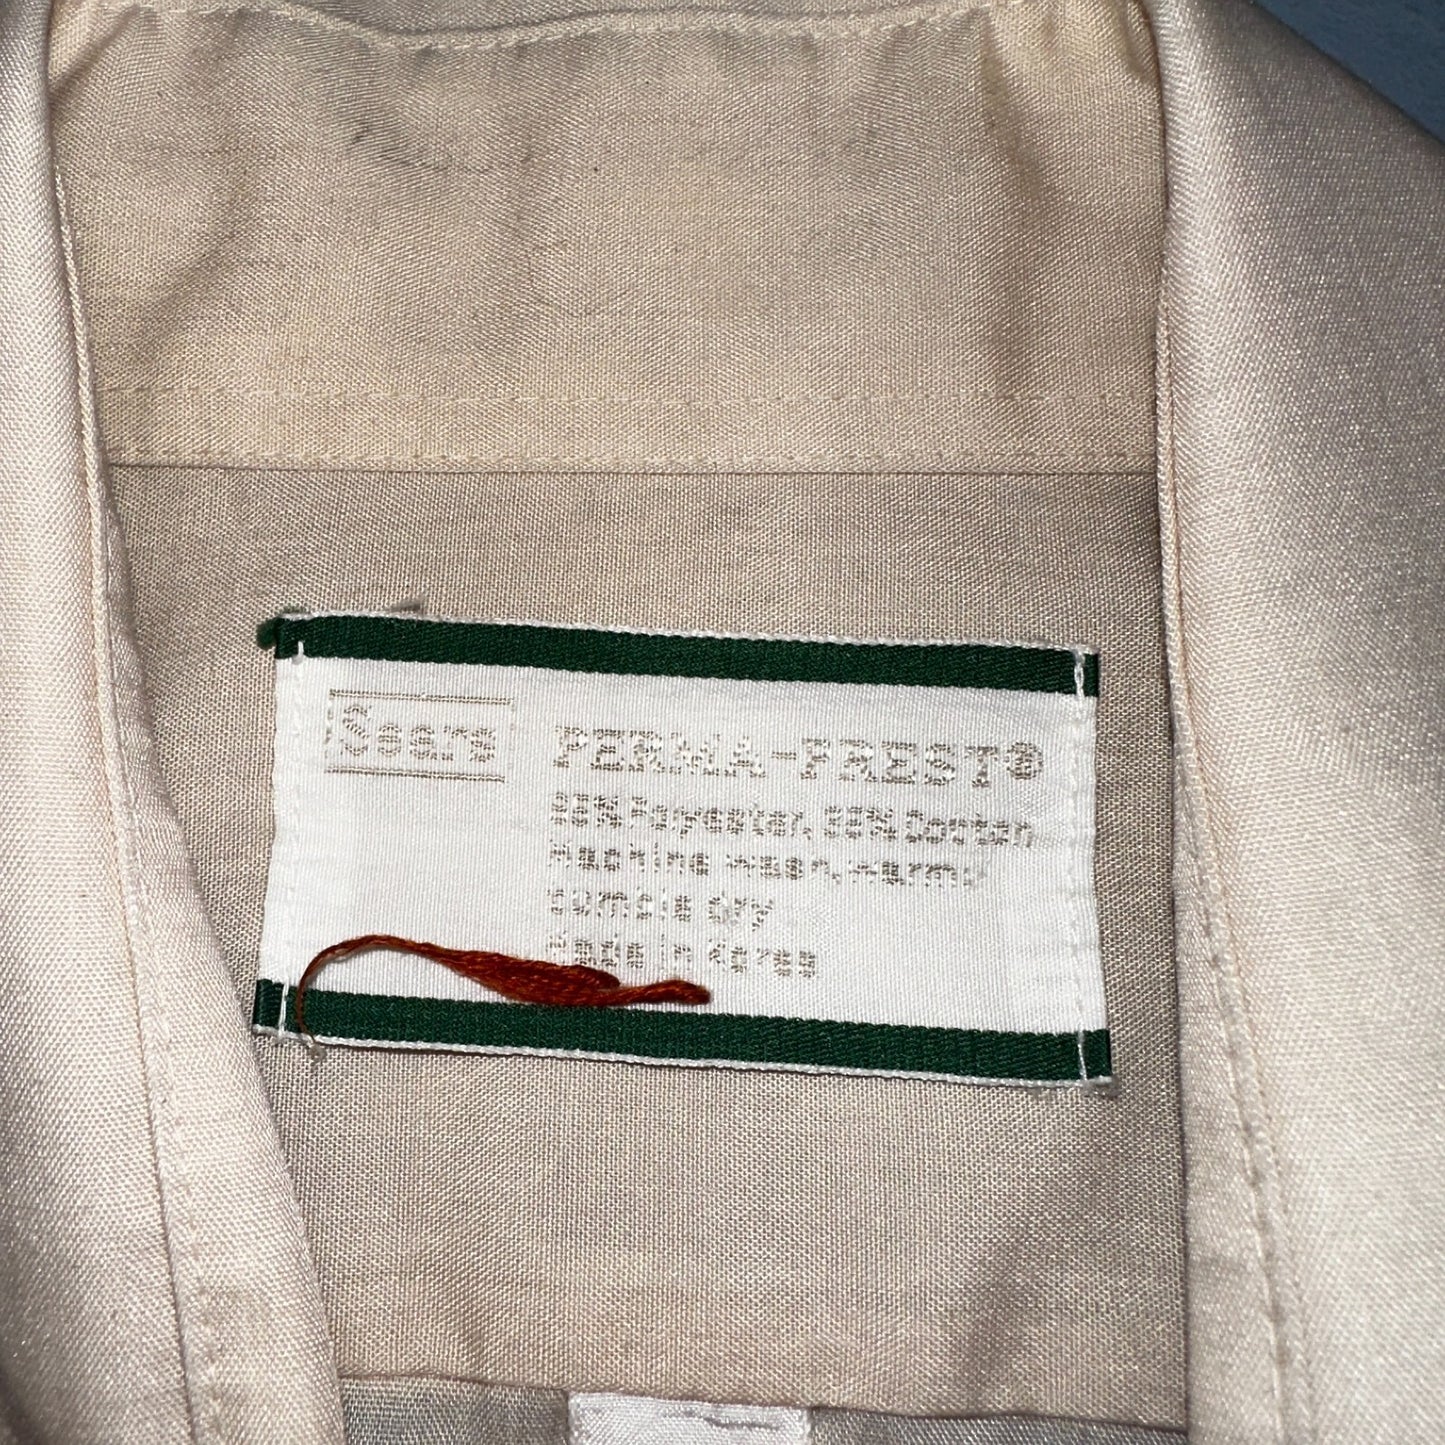 Sears
PERMA-PREST®
65% Polyester, 35% Cotton
Machine wash, warm,
tumble dry
Made in Korea